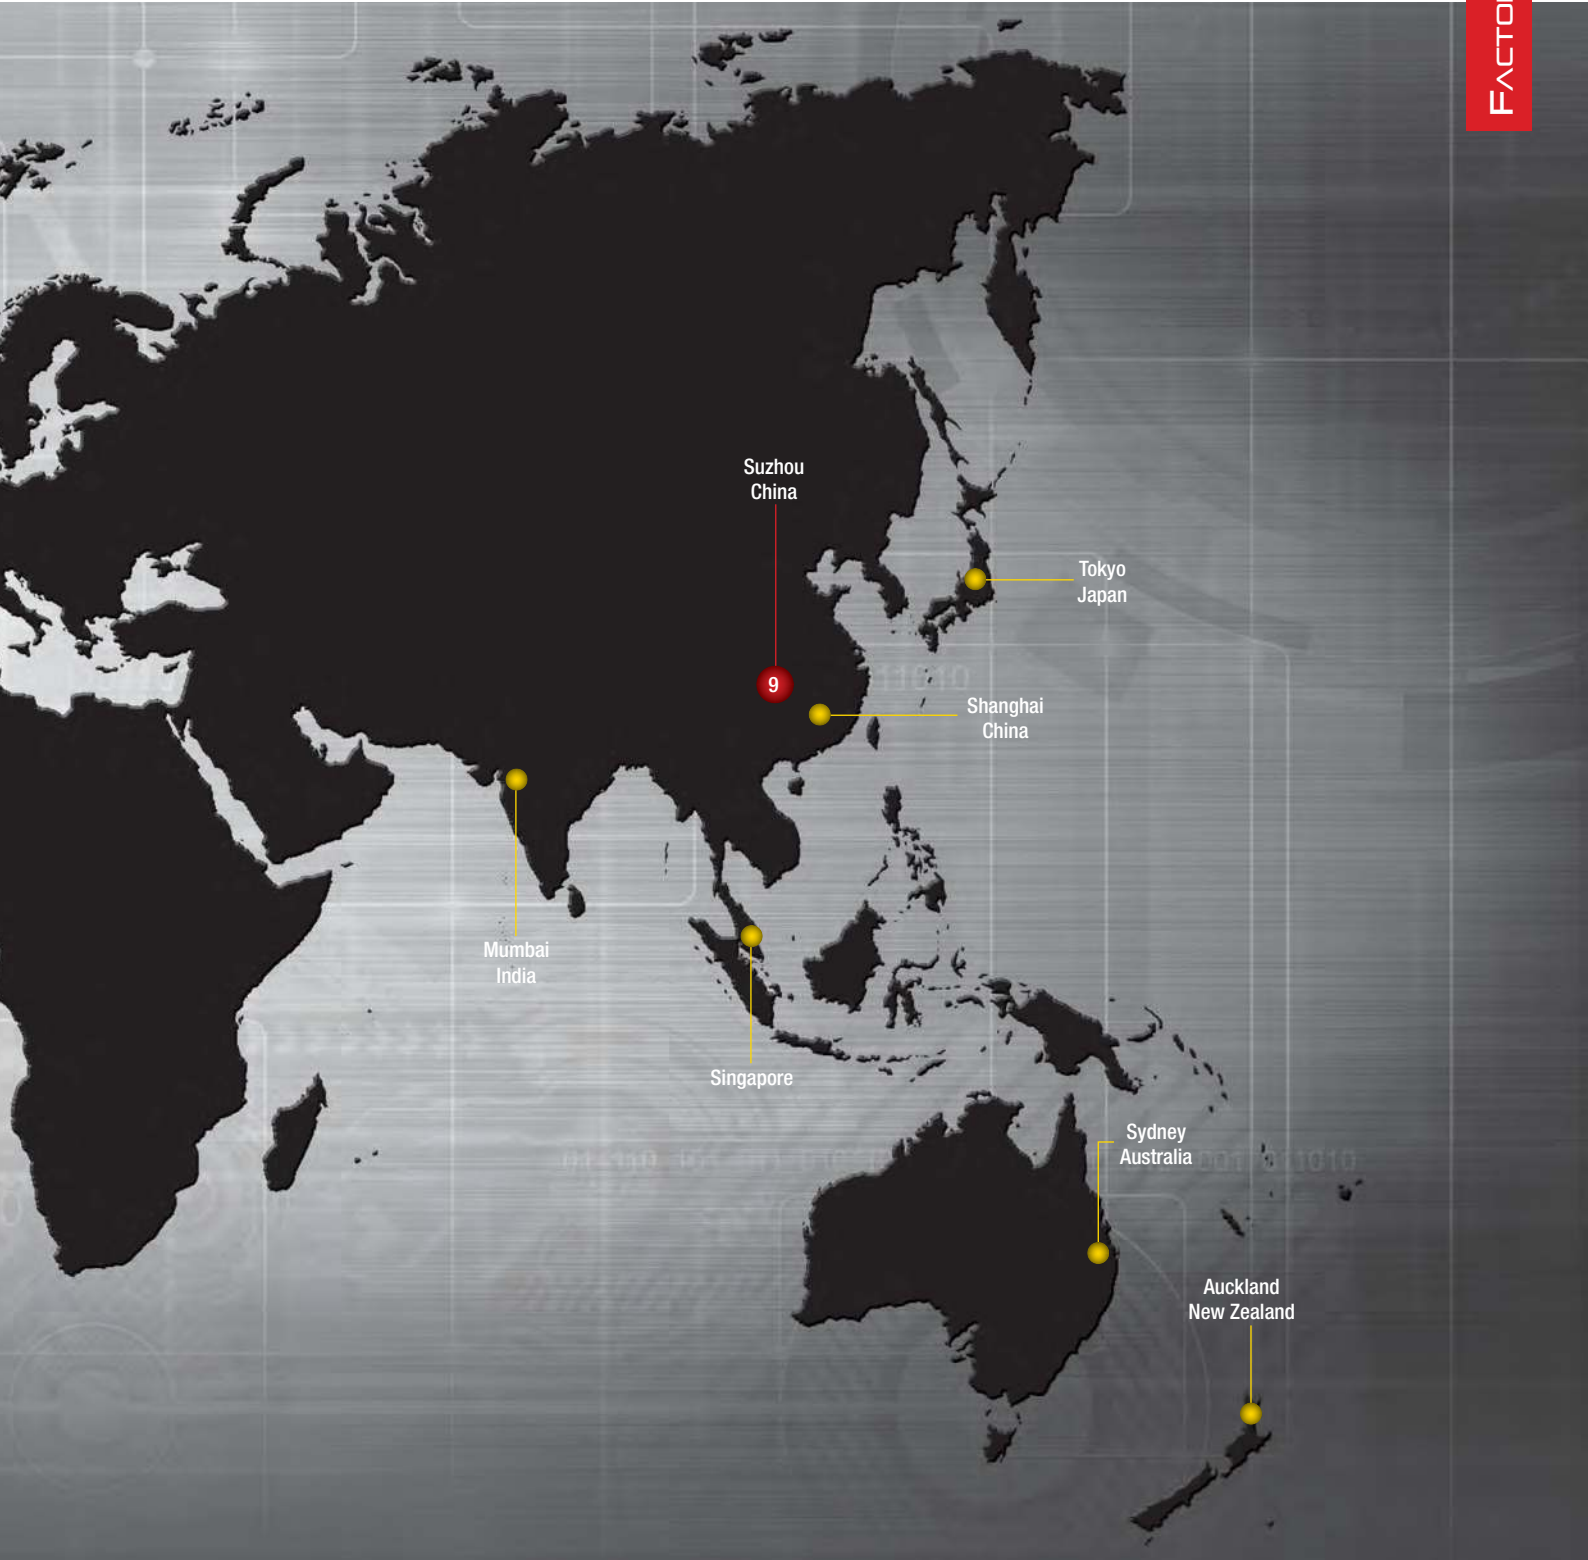 FACTO
Suzhou
China
Tokyo
Japan
9
Shanghai
China
Mumbai
India
Singapore
Sydney
Australia
Auckland
New Zealand